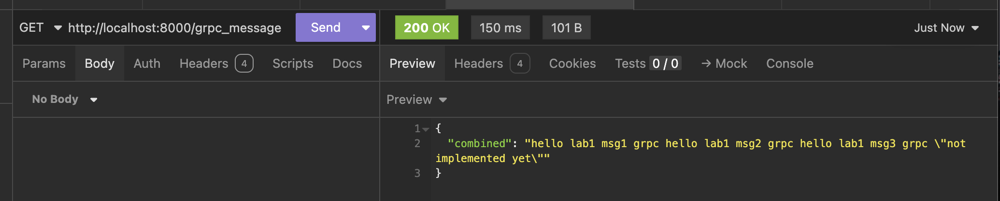 GET http://localhost:8000/grpc_message Send 200 OK 150 ms 101 B Just Now
Params Body Auth Headers 4 Scripts Docs Preview Headers 4 Cookies Tests 0 / 0 → Mock Console
No Body Preview
1 {
2 "combined": "hello lab1 msg1 grpc hello lab1 msg2 grpc hello lab1 msg3 grpc \"not
implemented yet\""
3 }